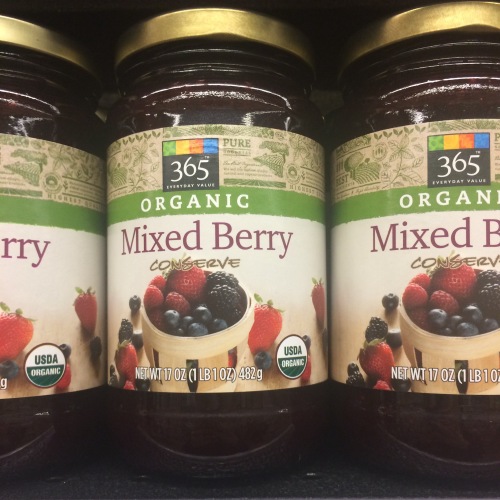 PURE
365
EVERYDAY VALUE
ORGANIC
Mixed Berry
CONSERVE
USDA
ORGANIC
NET WT 17 OZ (1 LB 1 OZ) 482g
rry
USDA
ORGANIC
g
365
EVERYDAY VALUE
ORGANI
Mixed B
CONSERVE
NET WT 17 OZ (1 LB 1 OZ